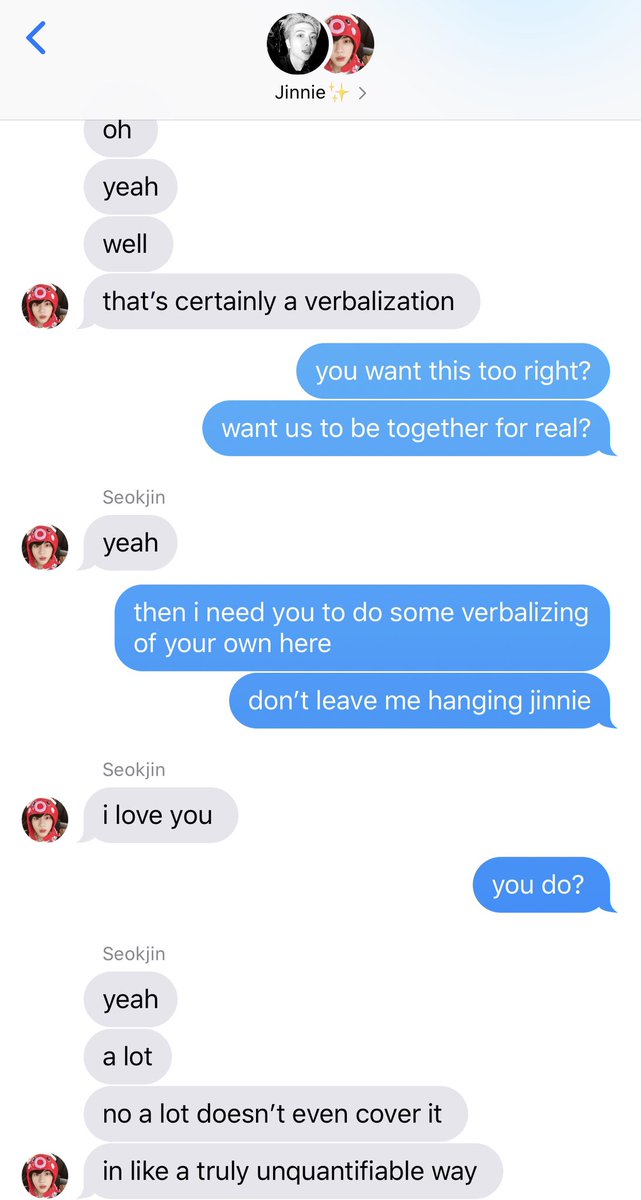 Jinnie✨
oh
yeah
well
that’s certainly a verbalization
you want this too right?
want us to be together for real?
Seokjin
yeah
then i need you to do some verbalizing
of your own here
don’t leave me hanging jinnie
Seokjin
i love you
you do?
Seokjin
yeah
a lot
no a lot doesn’t even cover it
in like a truly unquantifiable way